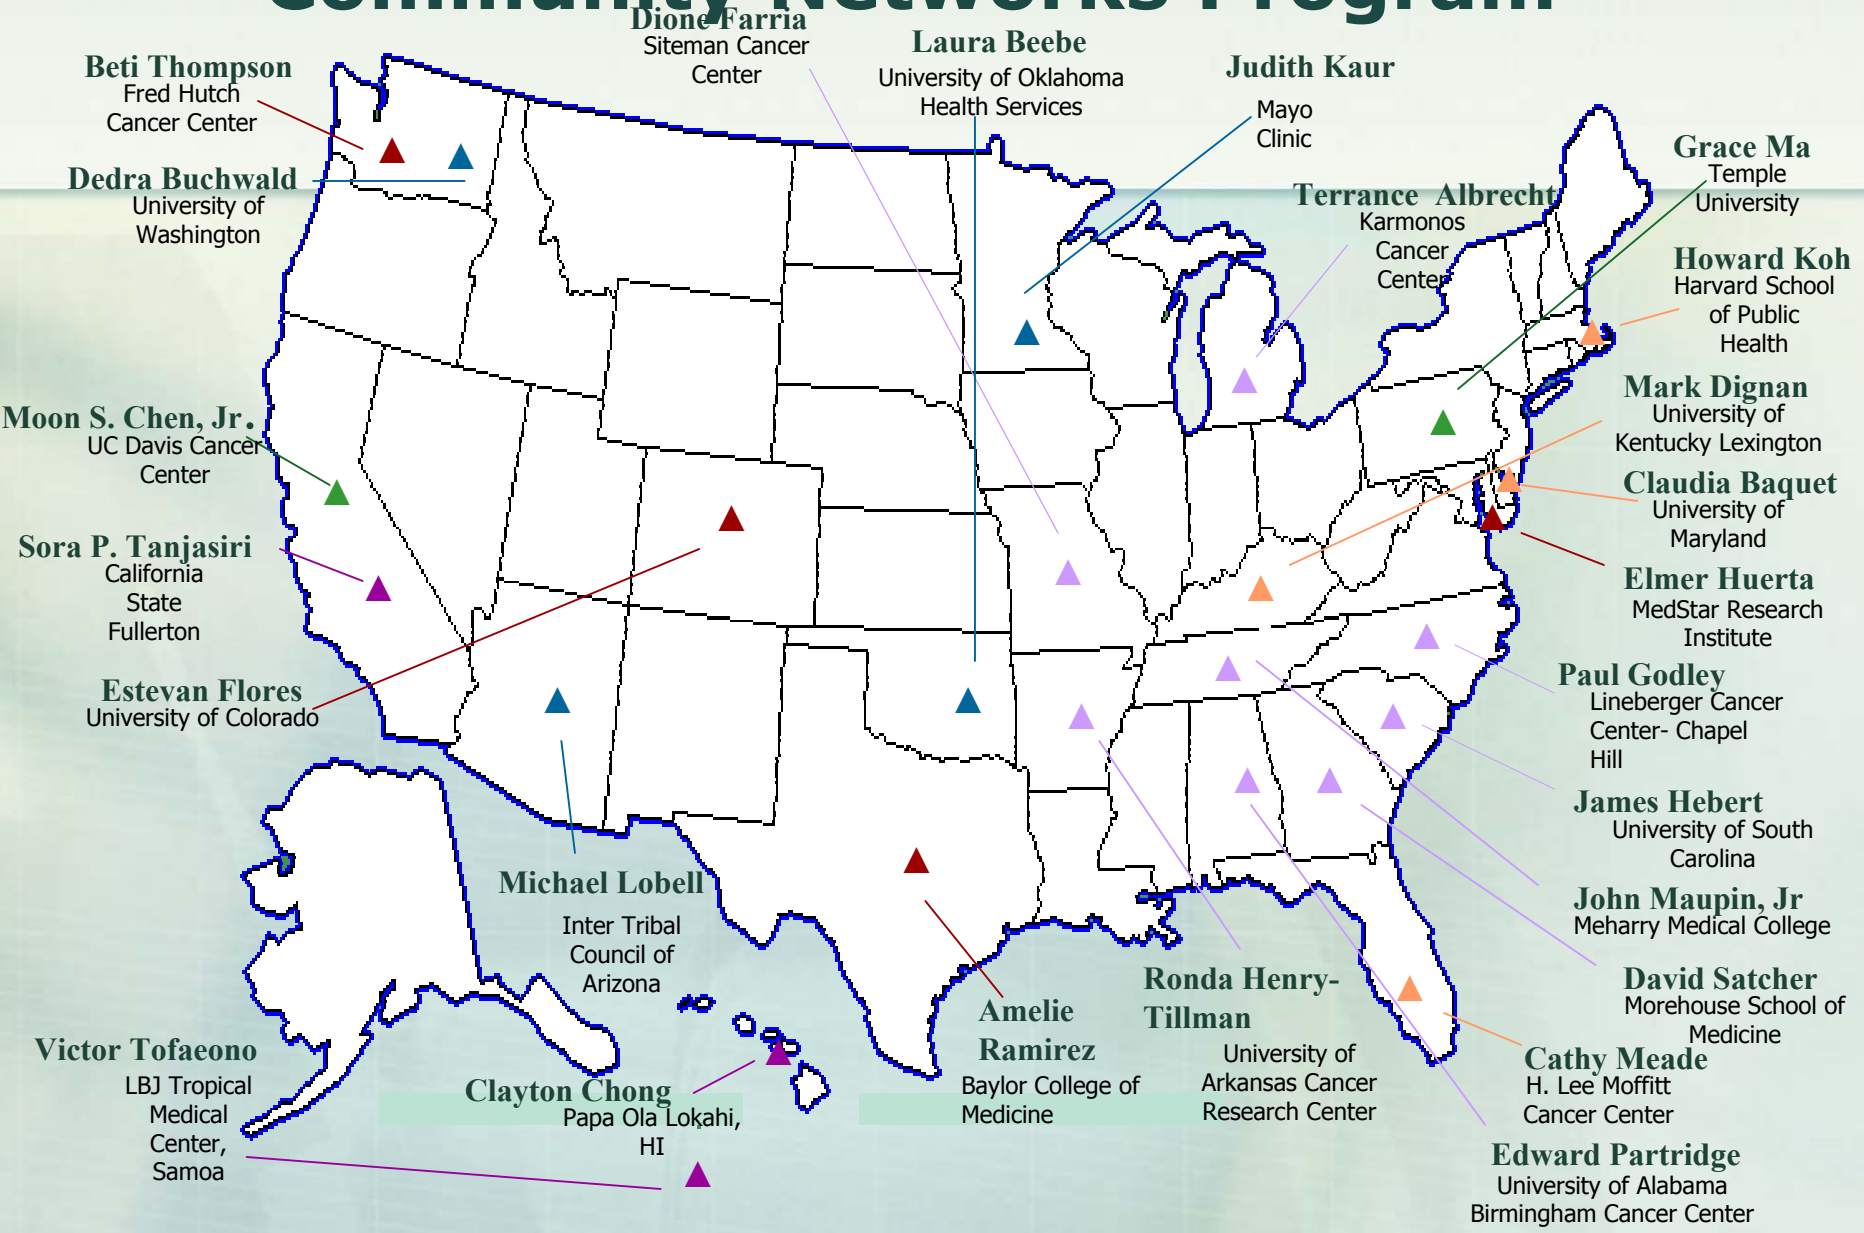 Community Networks Program
Dione Farria
Siteman Cancer
Center
Laura Beebe
University of Oklahoma
Health Services
Judith Kaur
Mayo
Clinic
Beti Thompson
Fred Hutch
Cancer Center
Dedra Buchwald
University of
Washington
Terrance Albrecht
Karmonos
Cancer
Center
Grace Ma
Temple
University
Howard Koh
Harvard School
of Public
Health
Mark Dignan
University of
Kentucky Lexington
Moon S. Chen, Jr.
UC Davis Cancer
Center
Claudia Baquet
University of
Maryland
Sora P. Tanjasiri
California
State
Fullerton
Elmer Huerta
MedStar Research
Institute
Estevan Flores
University of Colorado
Paul Godley
Lineberger Cancer
Center- Chapel
Hill
James Hebert
University of South
Carolina
Michael Lobell
Inter Tribal
Council of
Arizona
John Maupin, Jr
Meharry Medical College
Ronda Henry-
Tillman
University of
Arkansas Cancer
Research Center
David Satcher
Morehouse School of
Medicine
Amelie
Ramirez
Baylor College of
Medicine
Victor Tofaeono
LBJ Tropical
Medical
Center,
Samoa
Clayton Chong
Papa Ola Lokahi,
HI
Cathy Meade
H. Lee Moffitt
Cancer Center
Edward Partridge
University of Alabama
Birmingham Cancer Center